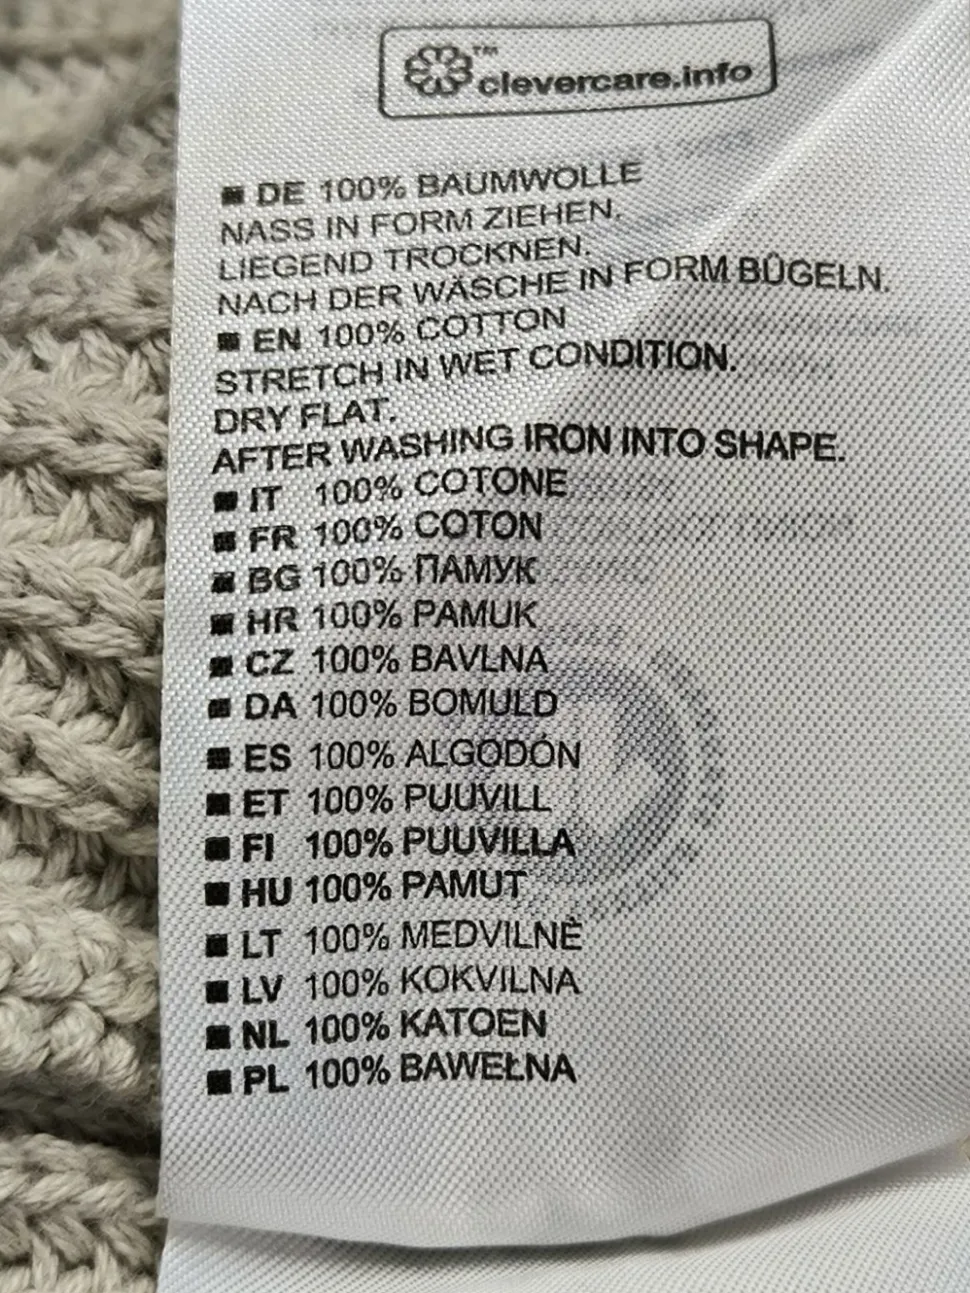 ™
clevercare.info
■ DE 100% BAUMWOLLE
NASS IN FORM ZIEHEN.
LIEGEND TROCKNEN.
NACH DER WÄSCHE IN FORM BÜGELN.
■ EN 100% COTTON
STRETCH IN WET CONDITION.
DRY FLAT.
AFTER WASHING IRON INTO SHAPE.
■ IT 100% COTONE
■ FR 100% COTON
■ BG 100% ПАМУК
■ HR 100% PAMUK
■ CZ 100% BAVLNA
■ DA 100% BOMULD
■ ES 100% ALGODÓN
■ ET 100% PUUVILL
■ FI 100% PUUVILLA
■ HU 100% PAMUT
■ LT 100% MEDVILNĖ
■ LV 100% KOKVILNA
■ NL 100% KATOEN
■ PL 100% BAWEŁNA